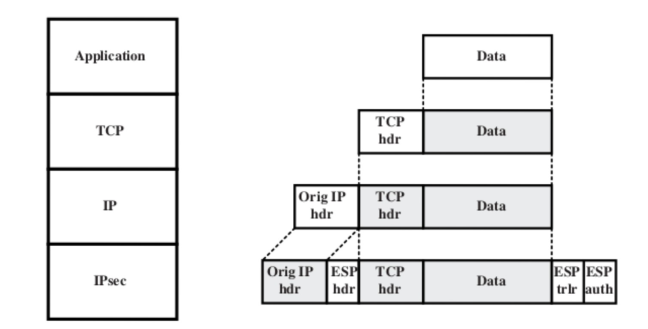 Application
Data
TCP
TCP
hdr
Data
IP
Orig IP
hdr
TCP
hdr
Data
IPsec
Orig IP
hdr
ESP
hdr
TCP
hdr
Data
ESP
trlr
ESP
auth